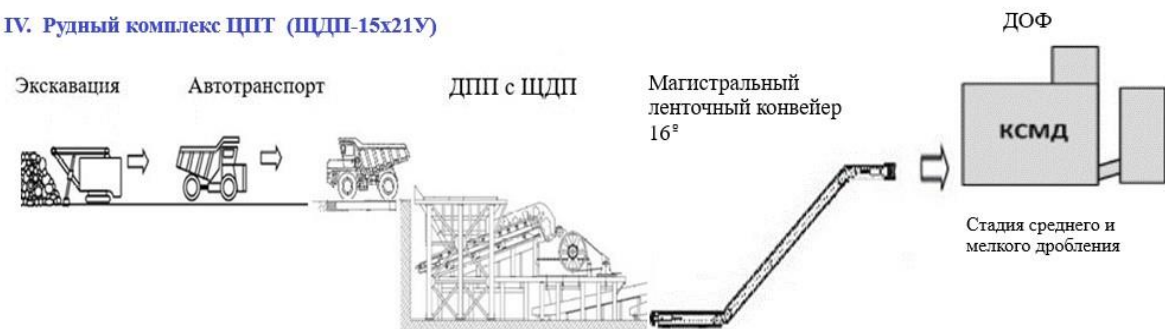 IV. Рудный комплекс ЦПТ (ЩДП-15х21У)
ДОФ
Экскавация
Автотранспорт
ДПП с ЩДП
Магистральный
ленточный конвейер
16º
КСМД
Стадия среднего и
мелкого дробления